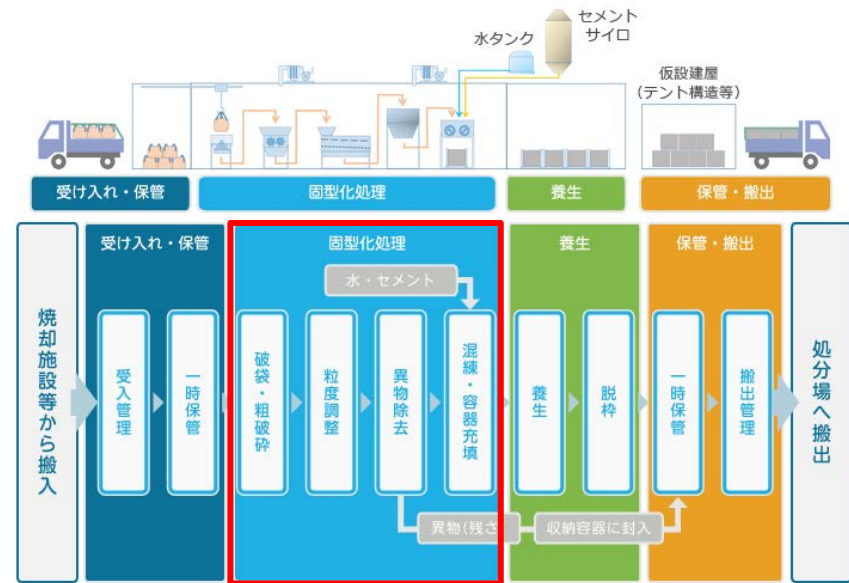 セメント
サイロ
水タンク
仮設建屋
(テント構造等)
受け入れ・保管
固型化処理
養生
保管・搬出
受け入れ・保管
固型化処理
養生
保管・搬出
水・セメント
焼却施設等から搬入
受入管理
一時保管
破袋・粗破砕
粒度調整
異物除去
混練・容器充填
養生
脱枠
一時保管
搬出管理
処分場へ搬出
異物(残さ
収納容器に封入